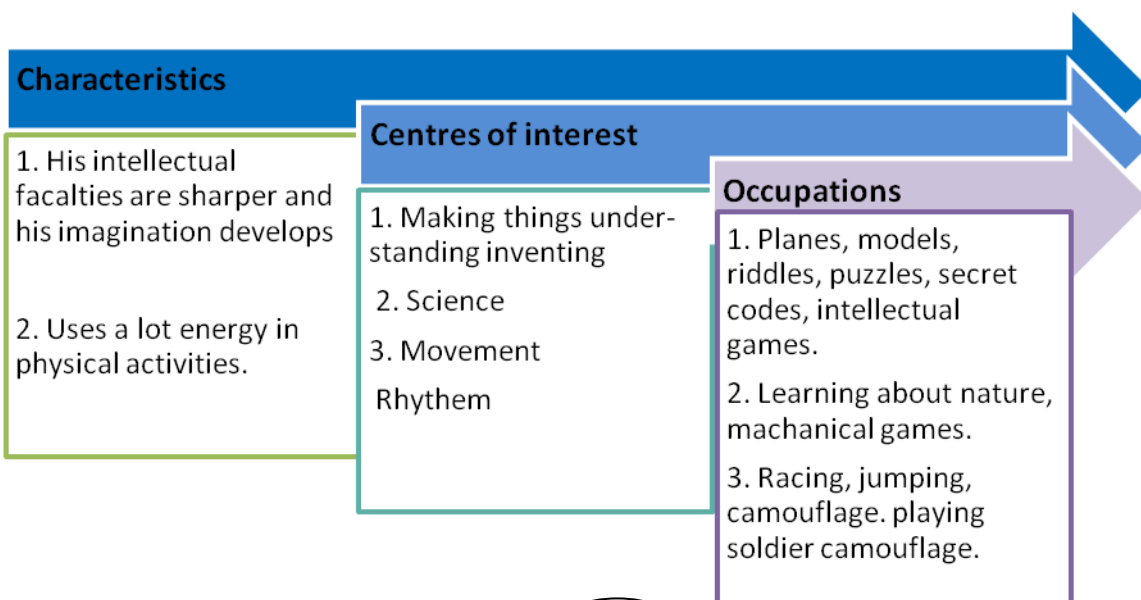 Characteristics
1. His intellectual
facalties are sharper and
his imagination develops
2. Uses a lot energy in
physical activities.
Centres of interest
1. Making things under-
standing inventing
2. Science
3. Movement
Rhythem
Occupations
1. Planes, models,
riddles, puzzles, secret
codes, intellectual
games.
2. Learning about nature,
machanical games.
3. Racing, jumping,
camouflage. playing
soldier camouflage.